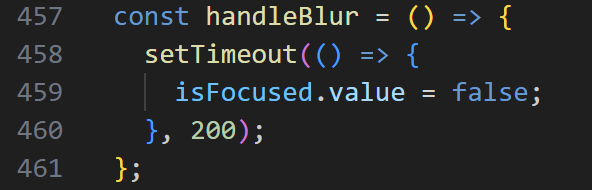 457 const handleBlur = () => {
458 setTimeout(() => {
459 isFocused.value = false;
460 }, 200);
461 };